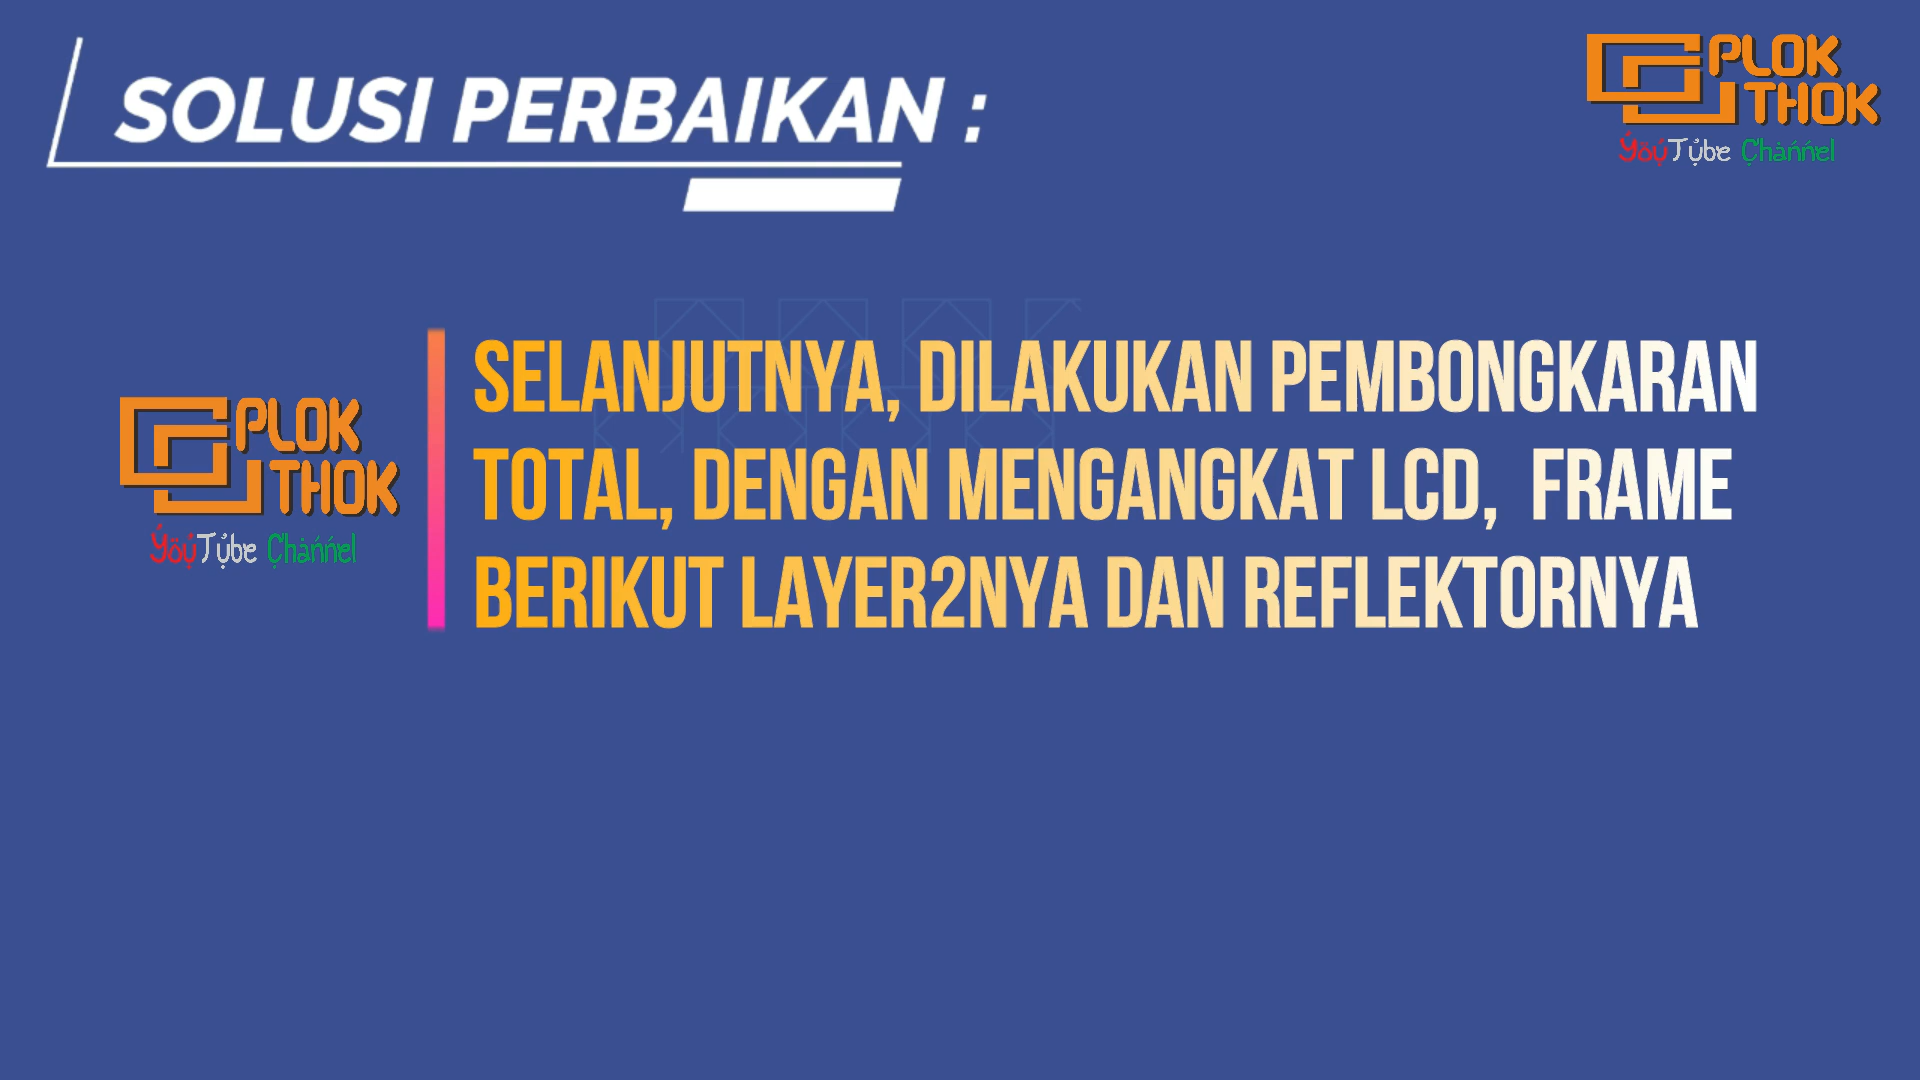 SOLUSI PERBAIKAN :
PLOK
THOK
YouTube Channel
SELANJUTNYA, DILAKUKAN PEMBONGKARAN
TOTAL, DENGAN MENGANGKAT LCD, FRAME
BERIKUT LAYER2NYA DAN REFLEKTORNYA
PLOK
THOK
YouTube Channel